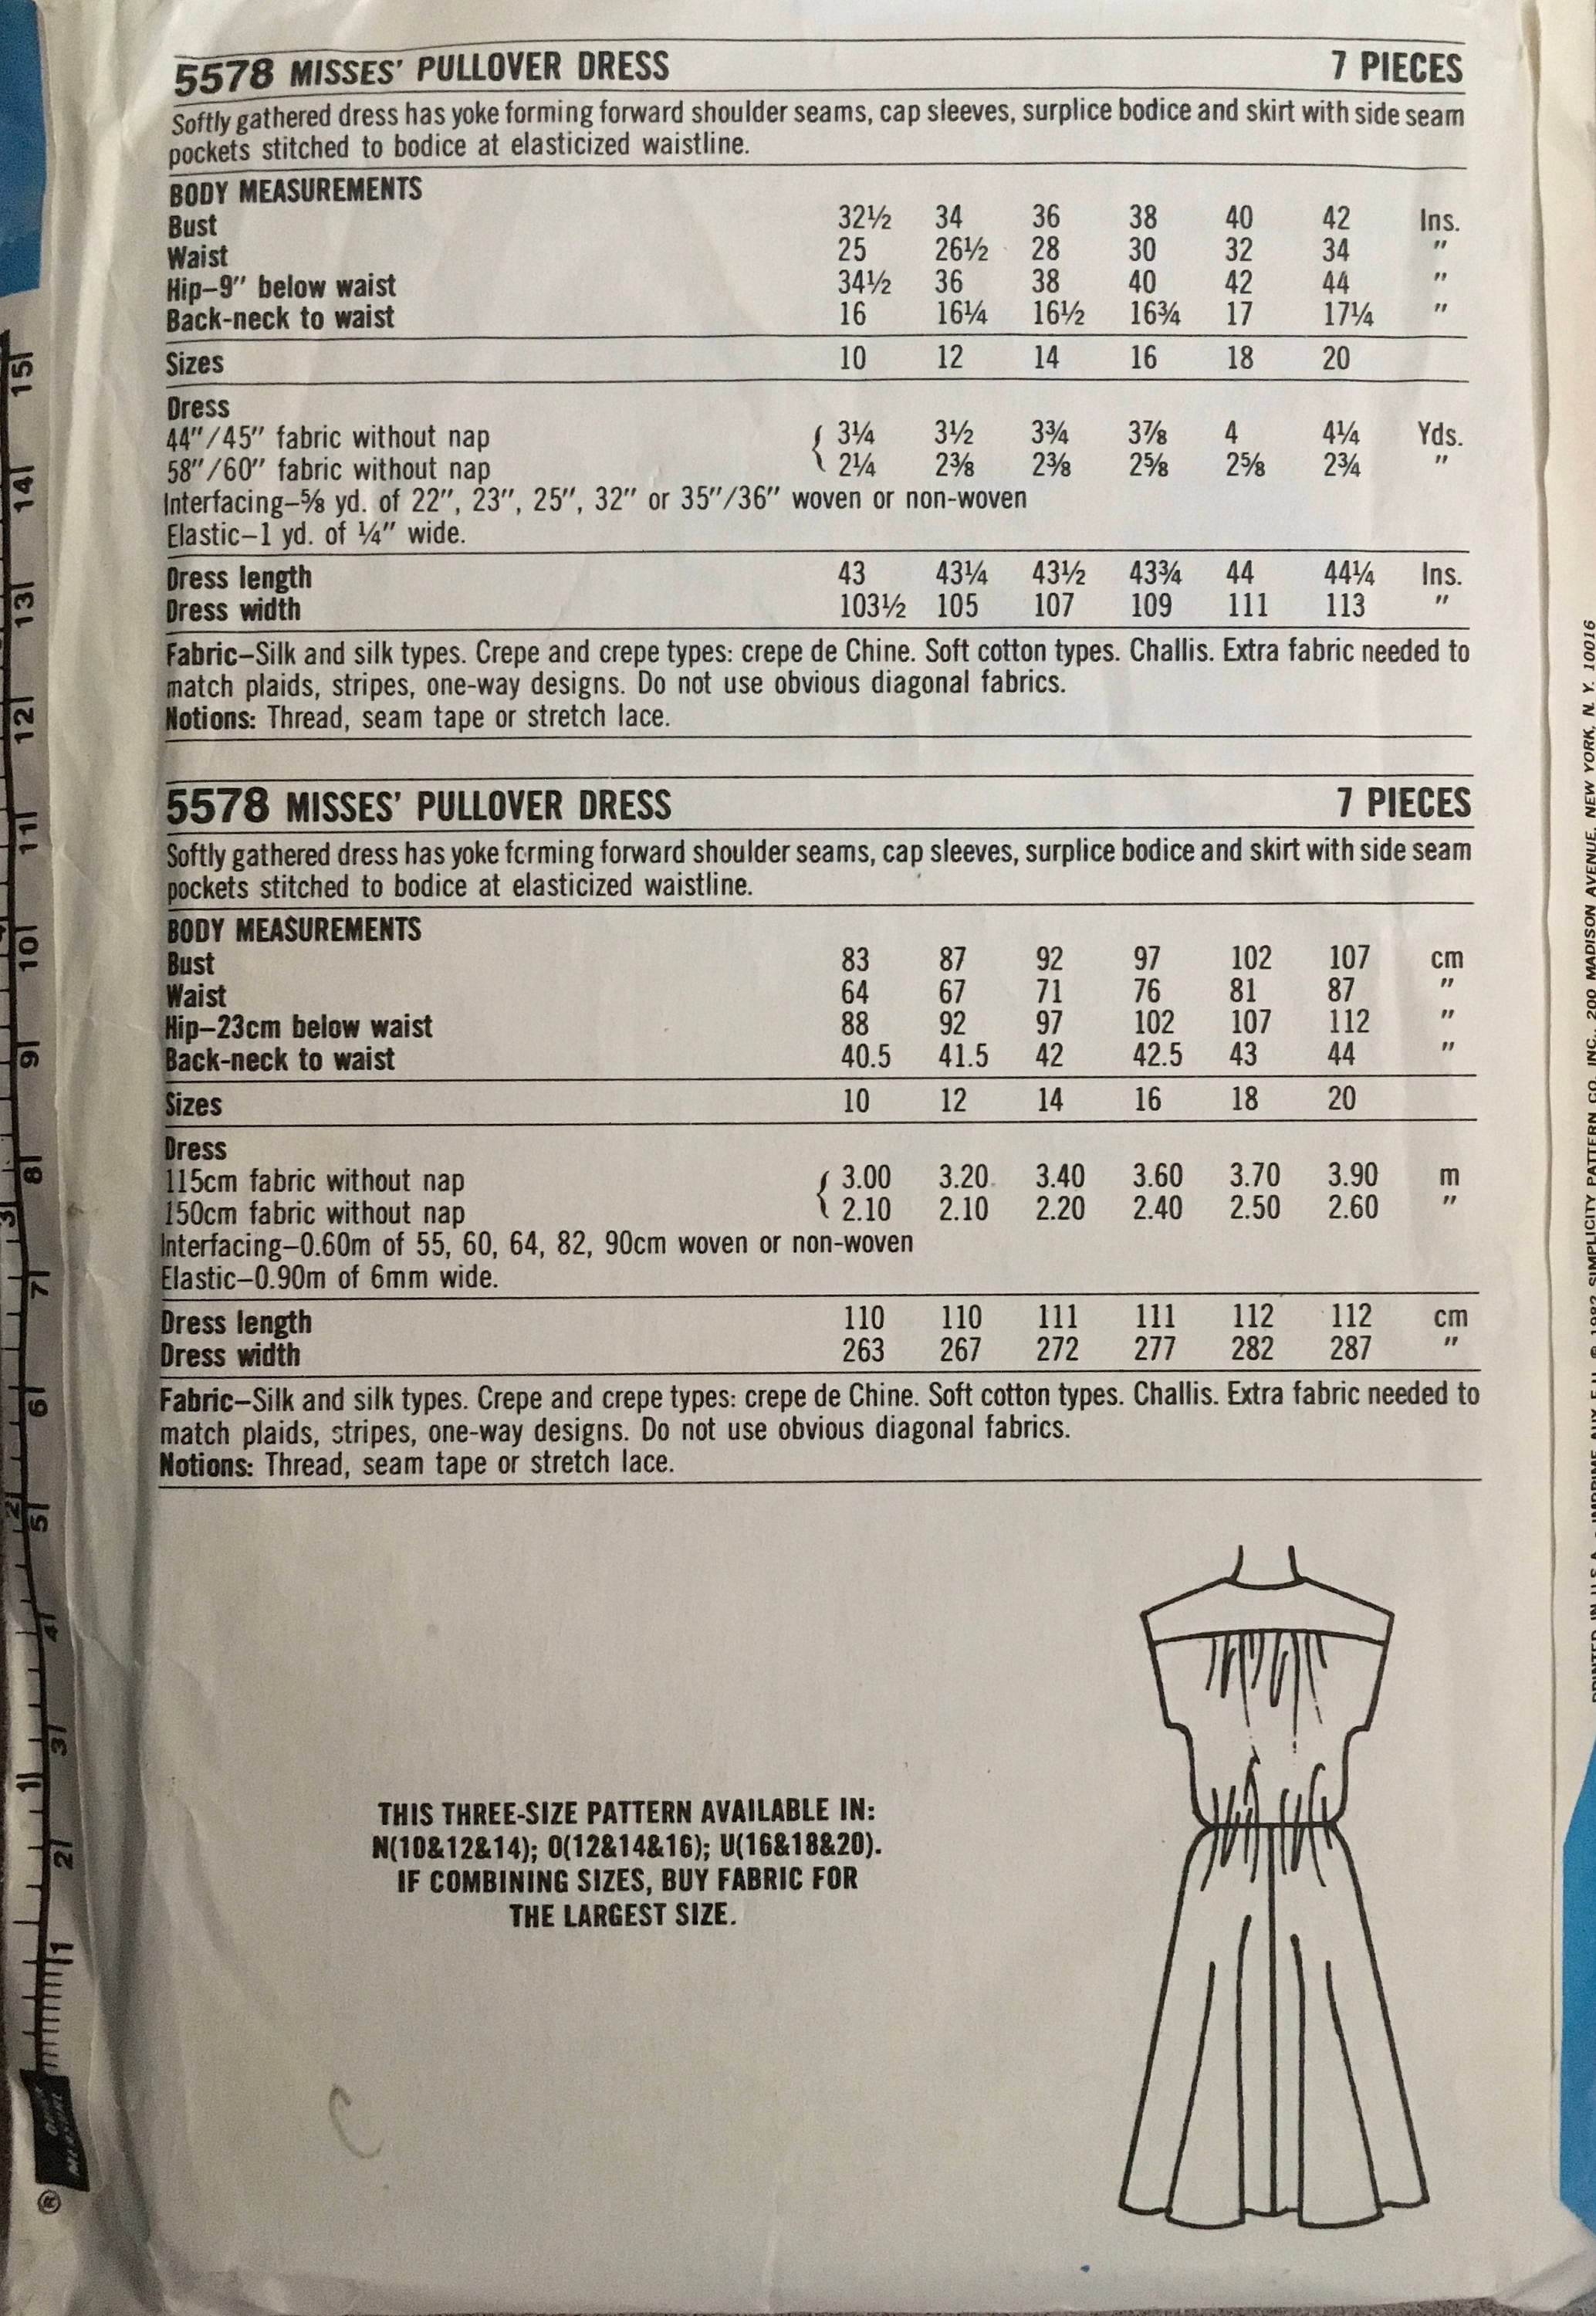 5578 MISSES' PULLOVER DRESS 7 PIECES
Softly gathered dress has yoke forming forward shoulder seams, cap sleeves, surplice bodice and skirt with side seam
pockets stitched to bodice at elasticized waistline.
BODY MEASUREMENTS
Bust 32½ 34 36 38 40 42 Ins.
Waist 25 26½ 28 30 32 34 "
Hip–9" below waist 34½ 36 38 40 42 44 "
Back-neck to waist 16 16¼ 16½ 16¾ 17 17¼ "
Sizes 10 12 14 16 18 20
Dress
44"/45" fabric without nap { 3¼ 3½ 3¾ 3⅞ 4 4¼ Yds.
58"/60" fabric without nap 2¼ 2⅜ 2⅜ 2⅝ 2⅝ 2¾ "
Interfacing–⅝ yd. of 22", 23", 25", 32" or 35"/36" woven or non-woven
Elastic–1 yd. of ¼" wide.
Dress length 43 43¼ 43½ 43¾ 44 44¼ Ins.
Dress width 103½ 105 107 109 111 113 "
Fabric–Silk and silk types. Crepe and crepe types: crepe de Chine. Soft cotton types. Challis. Extra fabric needed to
match plaids, stripes, one-way designs. Do not use obvious diagonal fabrics.
Notions: Thread, seam tape or stretch lace.
5578 MISSES' PULLOVER DRESS 7 PIECES
Softly gathered dress has yoke forming forward shoulder seams, cap sleeves, surplice bodice and skirt with side seam
pockets stitched to bodice at elasticized waistline.
BODY MEASUREMENTS
Bust 83 87 92 97 102 107 cm
Waist 64 67 71 76 81 87 "
Hip–23cm below waist 88 92 97 102 107 112 "
Back-neck to waist 40.5 41.5 42 42.5 43 44 "
Sizes 10 12 14 16 18 20
Dress
115cm fabric without nap { 3.00 3.20 3.40 3.60 3.70 3.90 m
150cm fabric without nap 2.10 2.10 2.20 2.40 2.50 2.60 "
Interfacing–0.60m of 55, 60, 64, 82, 90cm woven or non-woven
Elastic–0.90m of 6mm wide.
Dress length 110 110 111 111 112 112 cm
Dress width 263 267 272 277 282 287 "
Fabric–Silk and silk types. Crepe and crepe types: crepe de Chine. Soft cotton types. Challis. Extra fabric needed to
match plaids, stripes, one-way designs. Do not use obvious diagonal fabrics.
Notions: Thread, seam tape or stretch lace.
THIS THREE-SIZE PATTERN AVAILABLE IN:
N(10&12&14); O(12&14&16); U(16&18&20).
IF COMBINING SIZES, BUY FABRIC FOR
THE LARGEST SIZE.
C
15 14 13 12 11 10 9 8 7 6 5 4 3 2 1
3 2 1
®
SIMPLICITY PATTERN CO. INC., 200 MADISON AVENUE, NEW YORK, N. Y. 10016